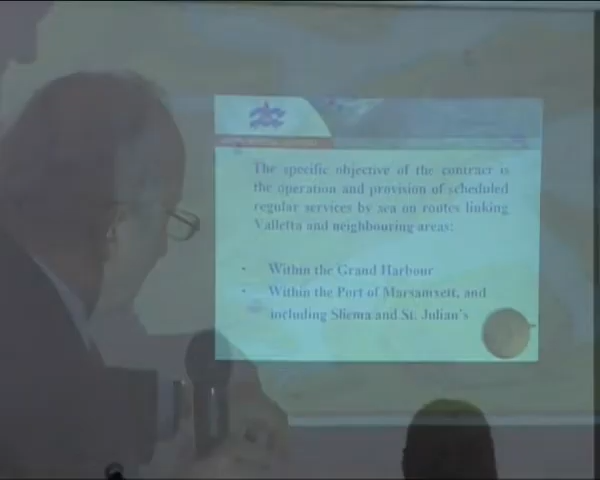 The specific objective of the contract is
the operation and provision of scheduled
regular services by sea on routes linking
Valletta and neighbouring areas:
• Within the Grand Harbour
• Within the Port of Marsamxett, and
including Sliema and St. Julian's